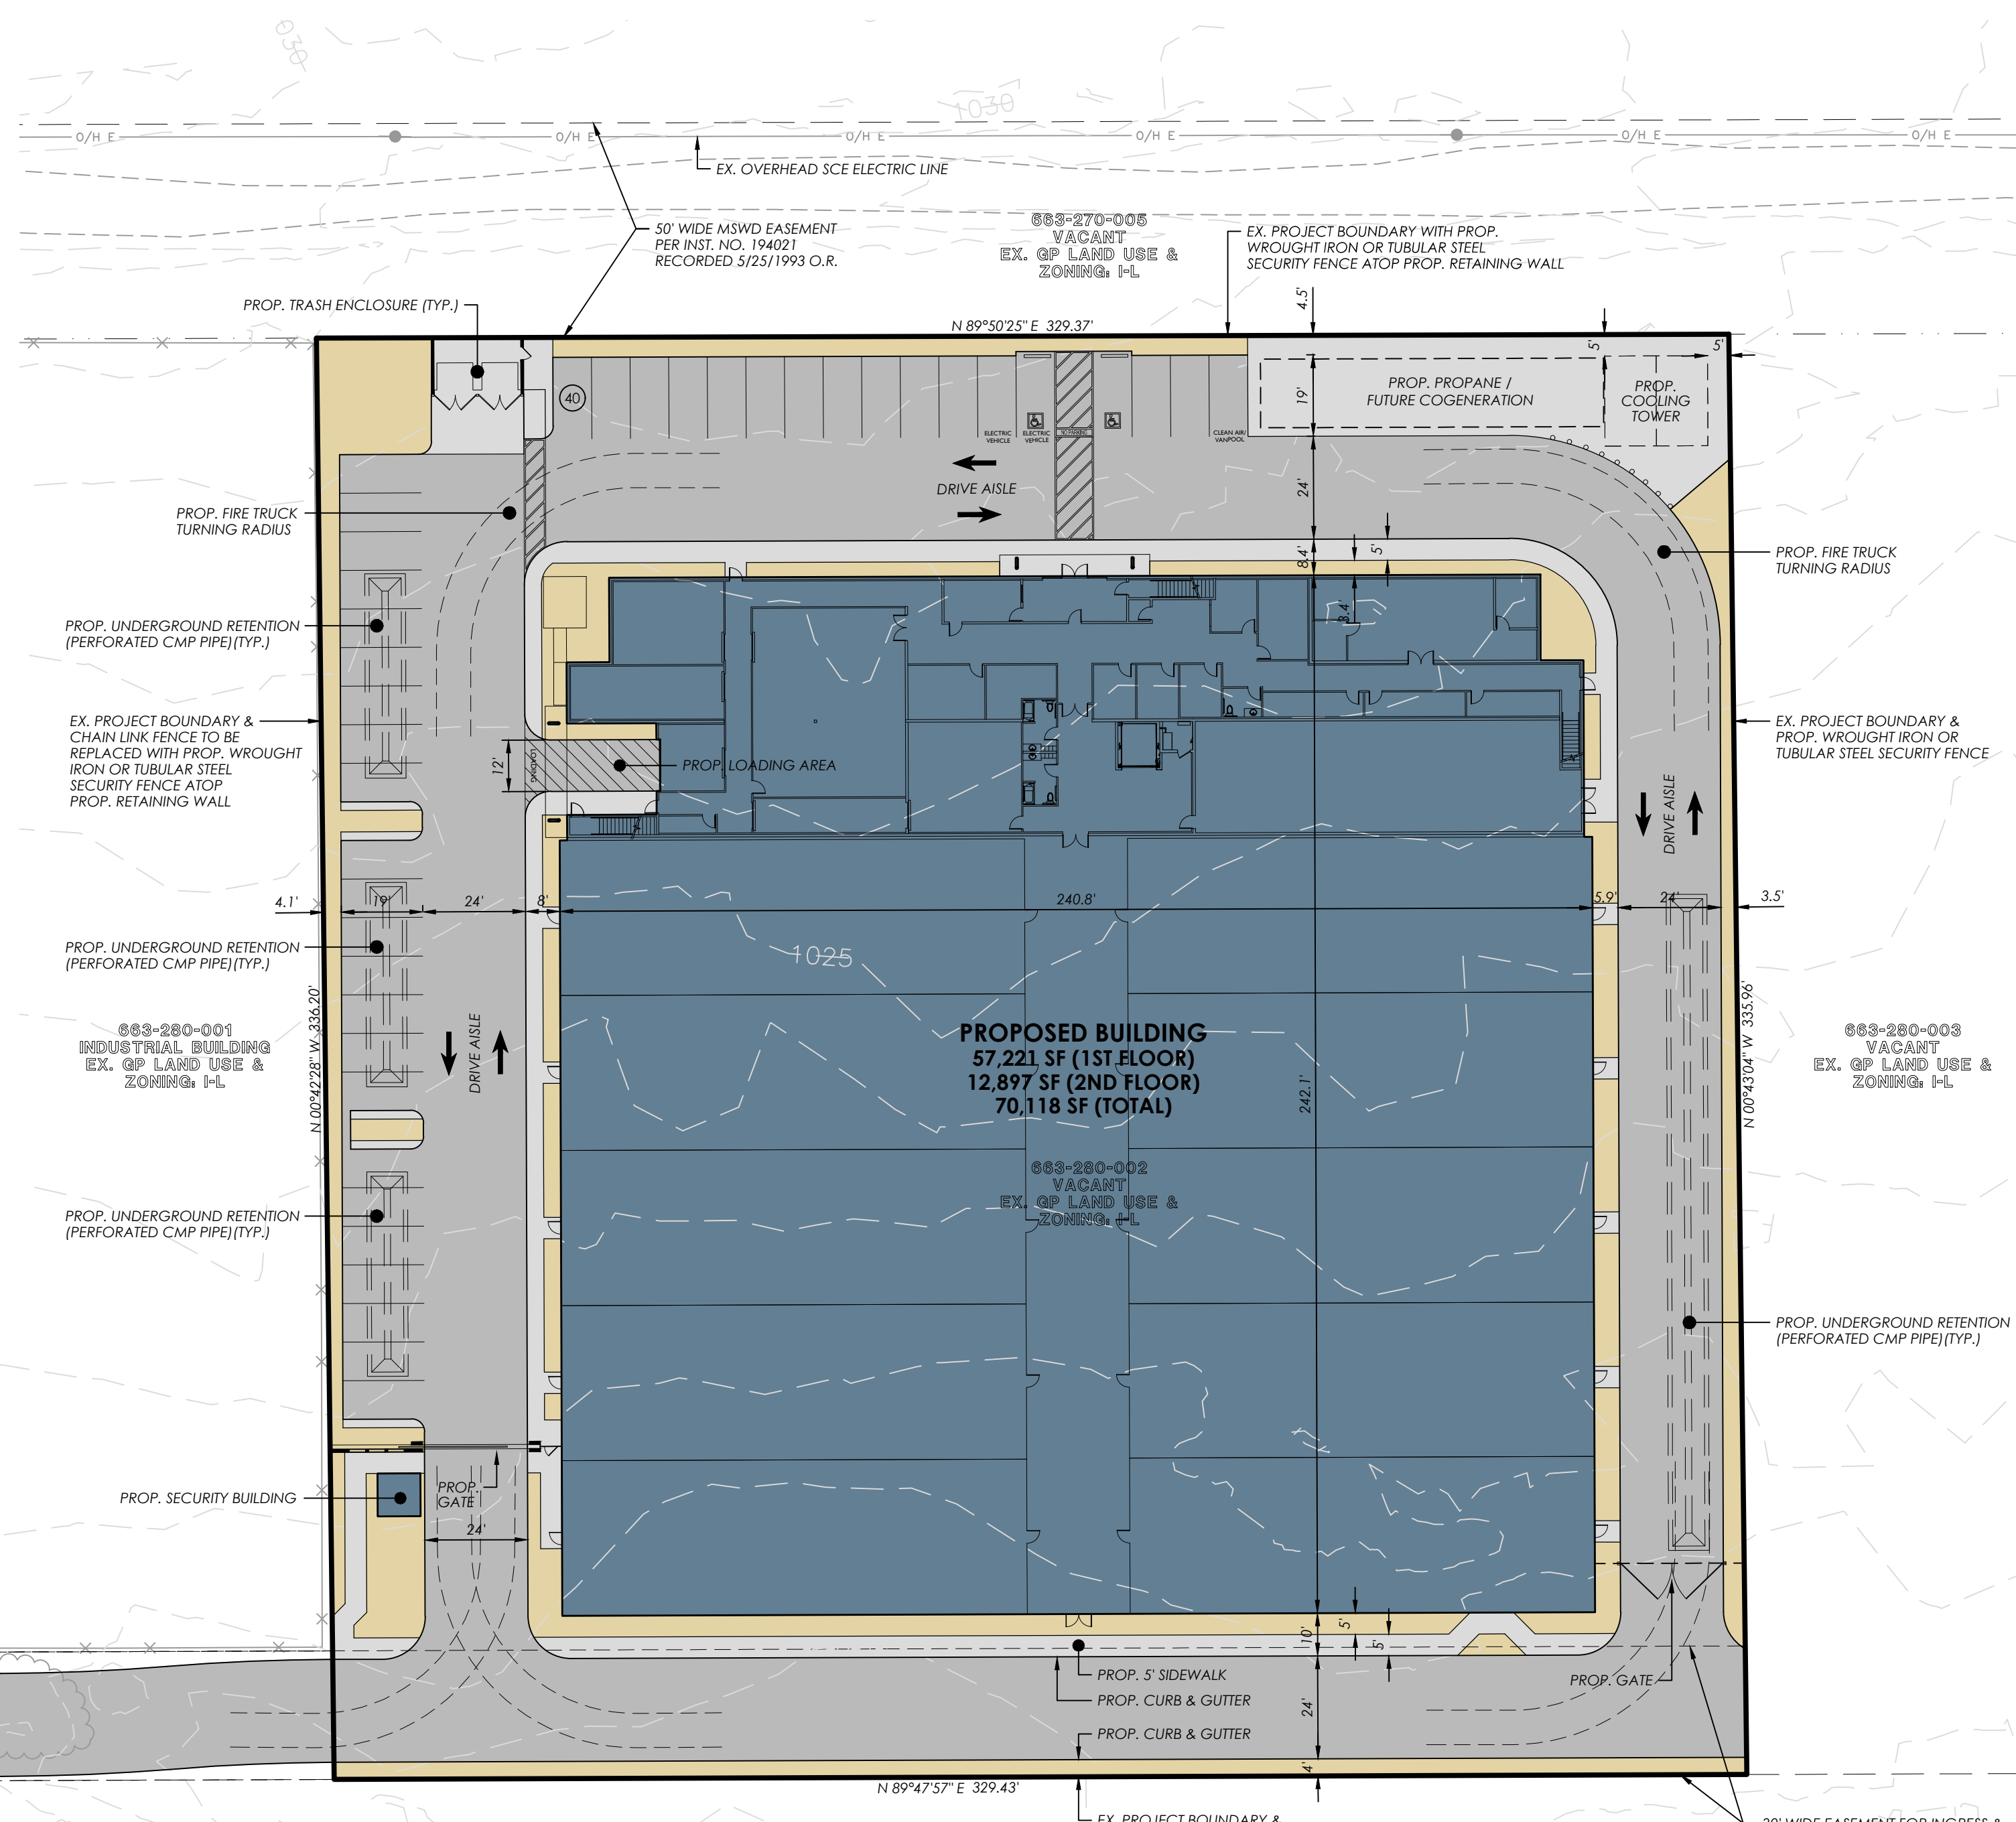 030
1030
O/H E
O/H E
O/H E
O/H E
O/H E
O/H E
EX. OVERHEAD SCE ELECTRIC LINE
50' WIDE MSWD EASEMENT
PER INST. NO. 194021
RECORDED 5/25/1993 O.R.
663-270-005
VACANT
EX. GP LAND USE &
ZONING: I-L
EX. PROJECT BOUNDARY WITH PROP.
WROUGHT IRON OR TUBULAR STEEL
SECURITY FENCE ATOP PROP. RETAINING WALL
PROP. TRASH ENCLOSURE (TYP.)
4.5'
N 89°50'25" E  329.37'
5'
5'
40
19'
PROP. PROPANE /
FUTURE COGENERATION
PROP.
COOLING
TOWER
ELECTRIC
VEHICLE
ELECTRIC
VEHICLE
NO PARKING
CLEAN AIR/
VANPOOL
DRIVE AISLE
24'
PROP. FIRE TRUCK
TURNING RADIUS
PROP. FIRE TRUCK
TURNING RADIUS
8.4'
5'
3.4'
PROP. UNDERGROUND RETENTION
(PERFORATED CMP PIPE)(TYP.)
EX. PROJECT BOUNDARY &
CHAIN LINK FENCE TO BE
REPLACED WITH PROP. WROUGHT
IRON OR TUBULAR STEEL
SECURITY FENCE ATOP
PROP. RETAINING WALL
12'
LOADING
PROP. LOADING AREA
EX. PROJECT BOUNDARY &
PROP. WROUGHT IRON OR
TUBULAR STEEL SECURITY FENCE
DRIVE AISLE
4.1'
19'
24'
8'
240.8'
5.9'
24'
3.5'
PROP. UNDERGROUND RETENTION
(PERFORATED CMP PIPE)(TYP.)
1025
N 00°42'28" W  336.20'
N 00°43'04" W  335.96'
663-280-001
INDUSTRIAL BUILDING
EX. GP LAND USE &
ZONING: I-L
DRIVE AISLE
PROPOSED BUILDING
57,221 SF (1ST FLOOR)
12,897 SF (2ND FLOOR)
70,118 SF (TOTAL)
242.1'
663-280-003
VACANT
EX. GP LAND USE &
ZONING: I-L
663-280-002
VACANT
EX. GP LAND USE &
ZONING: I-L
PROP. UNDERGROUND RETENTION
(PERFORATED CMP PIPE)(TYP.)
PROP. UNDERGROUND RETENTION
(PERFORATED CMP PIPE)(TYP.)
PROP. SECURITY BUILDING
PROP.
GATE
24'
10'
5'
5'
PROP. 5' SIDEWALK
PROP. CURB & GUTTER
PROP. GATE
24'
PROP. CURB & GUTTER
4'
N 89°47'57" E  329.43'
EX. PROJECT BOUNDARY &
30' WIDE EASEMENT FOR INGRESS &